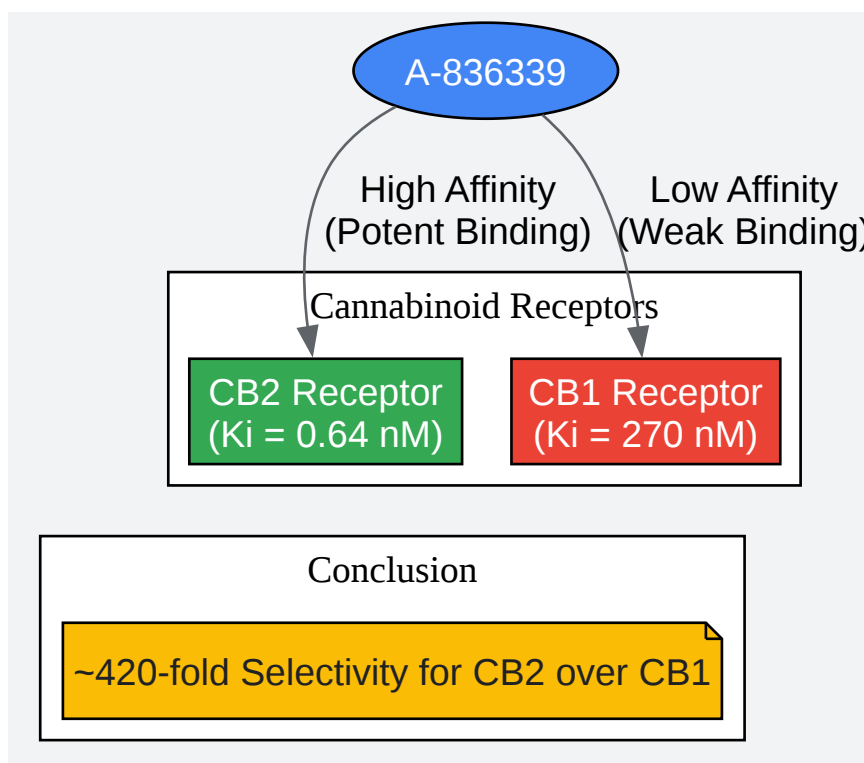 A-836339
High Affinity
(Potent Binding)
Low Affinity
(Weak Binding)
Cannabinoid Receptors
CB2 Receptor
(Ki = 0.64 nM)
CB1 Receptor
(Ki = 270 nM)
Conclusion
~420-fold Selectivity for CB2 over CB1